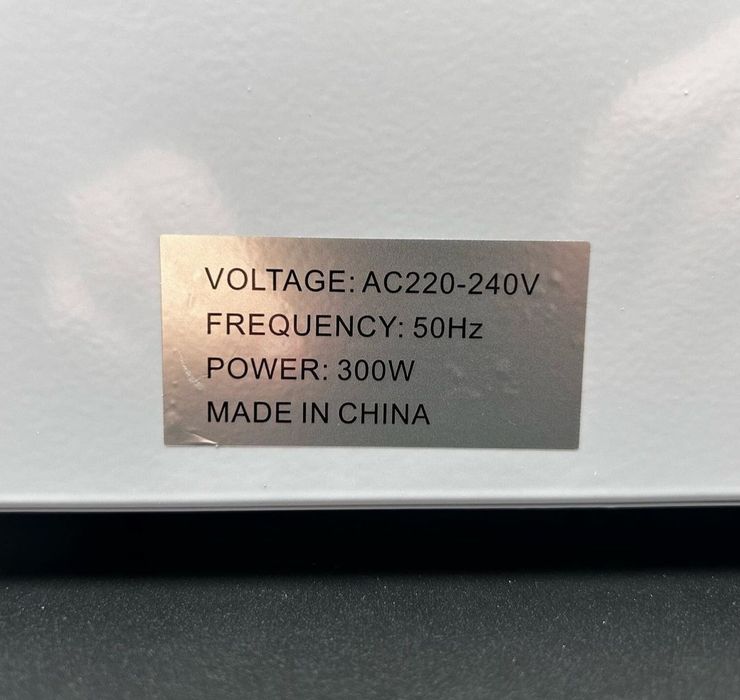 VOLTAGE: AC220-240V
FREQUENCY: 50Hz
POWER: 300W
MADE IN CHINA